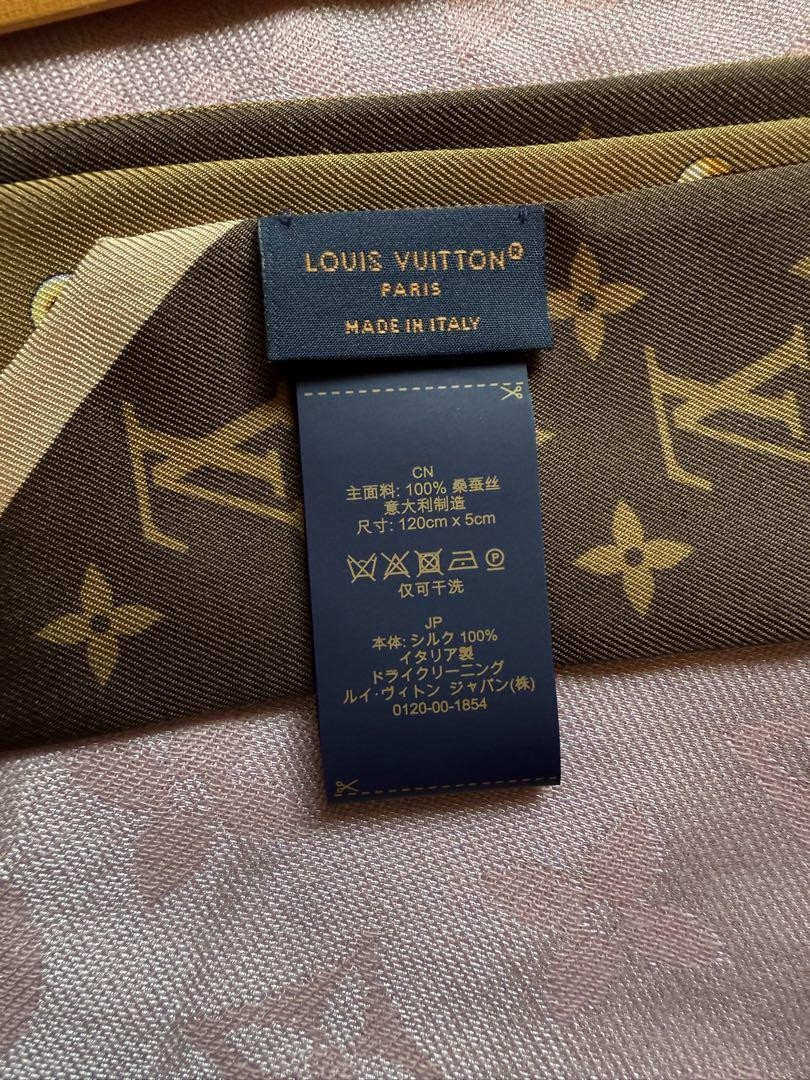 LOUIS VUITTON®
PARIS
MADE IN ITALY
CN
主面料: 100% 桑蚕丝
意大利制造
尺寸: 120cm x 5cm
P
仅可干洗
JP
本体: シルク 100%
イタリア製
ドライクリーニング
ルイ·ヴィトン ジャパン(株)
0120-00-1854